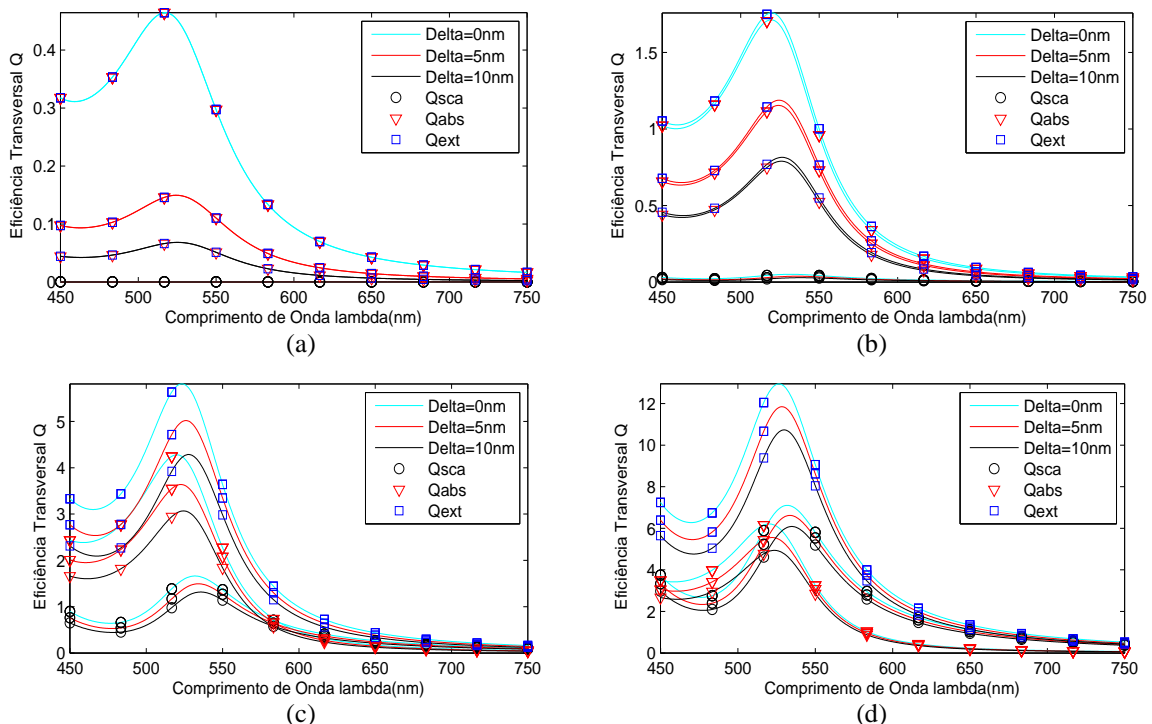 Eficiência Transversal Q
0.4
0.3
0.2
0.1
0
450 500 550 600 650 700 750
Comprimento de Onda lambda(nm)
Delta=0nm
Delta=5nm
Delta=10nm
Qsca
Qabs
Qext
(a)
Eficiência Transversal Q
1.5
1
0.5
0
450 500 550 600 650 700 750
Comprimento de Onda lambda(nm)
Delta=0nm
Delta=5nm
Delta=10nm
Qsca
Qabs
Qext
(b)
Eficiência Transversal Q
5
4
3
2
1
0
450 500 550 600 650 700 750
Comprimento de Onda lambda(nm)
Delta=0nm
Delta=5nm
Delta=10nm
Qsca
Qabs
Qext
(c)
Eficiência Transversal Q
12
10
8
6
4
2
0
450 500 550 600 650 700 750
Comprimento de Onda lambda(nm)
Delta=0nm
Delta=5nm
Delta=10nm
Qsca
Qabs
Qext
(d)